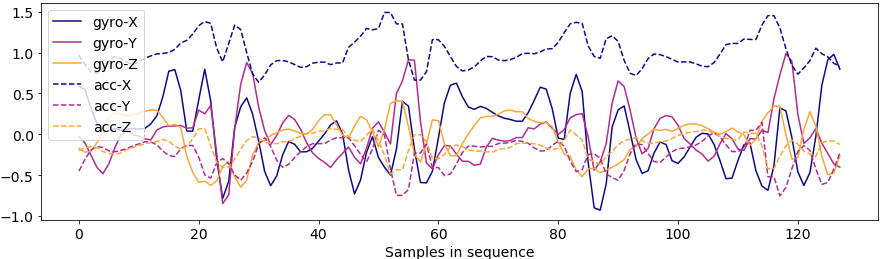 1.5
1.0
0.5
0.0
−0.5
−1.0
gyro-X
gyro-Y
gyro-Z
acc-X
acc-Y
acc-Z
0 20 40 60 80 100 120
Samples in sequence